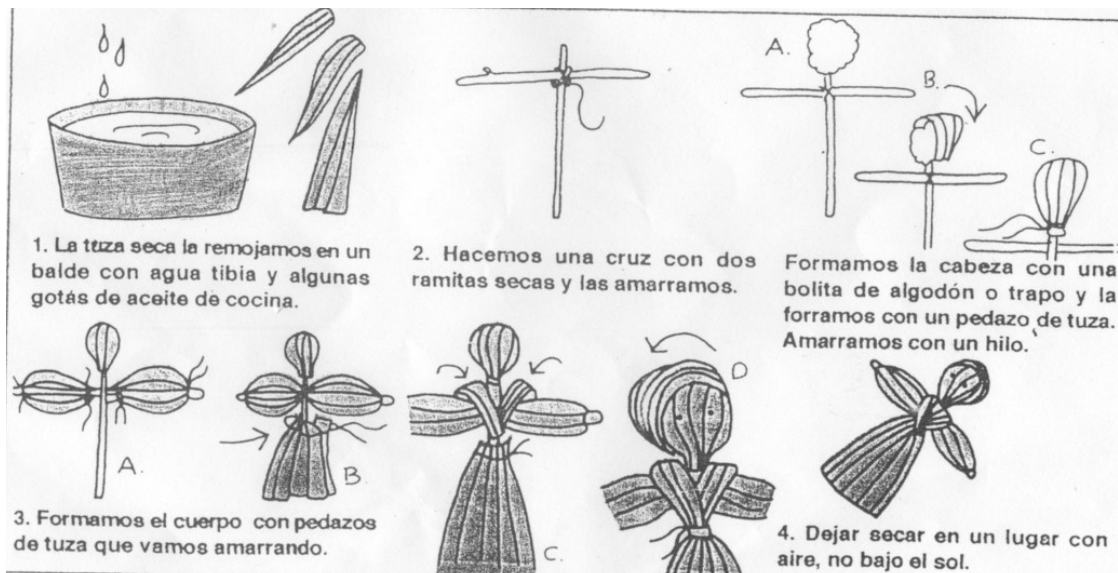 1. La tuza seca la remojamos en un
balde con agua tibia y algunas
gotas de aceite de cocina.
2. Hacemos una cruz con dos
ramitas secas y las amarramos.
A.
B.
C.
Formamos la cabeza con una
bolita de algodón o trapo y la
forramos con un pedazo de tuza.
Amarramos con un hilo.
A.
B.
3. Formamos el cuerpo con pedazos
de tuza que vamos amarrando.
C.
D
4. Dejar secar en un lugar con
aire, no bajo el sol.